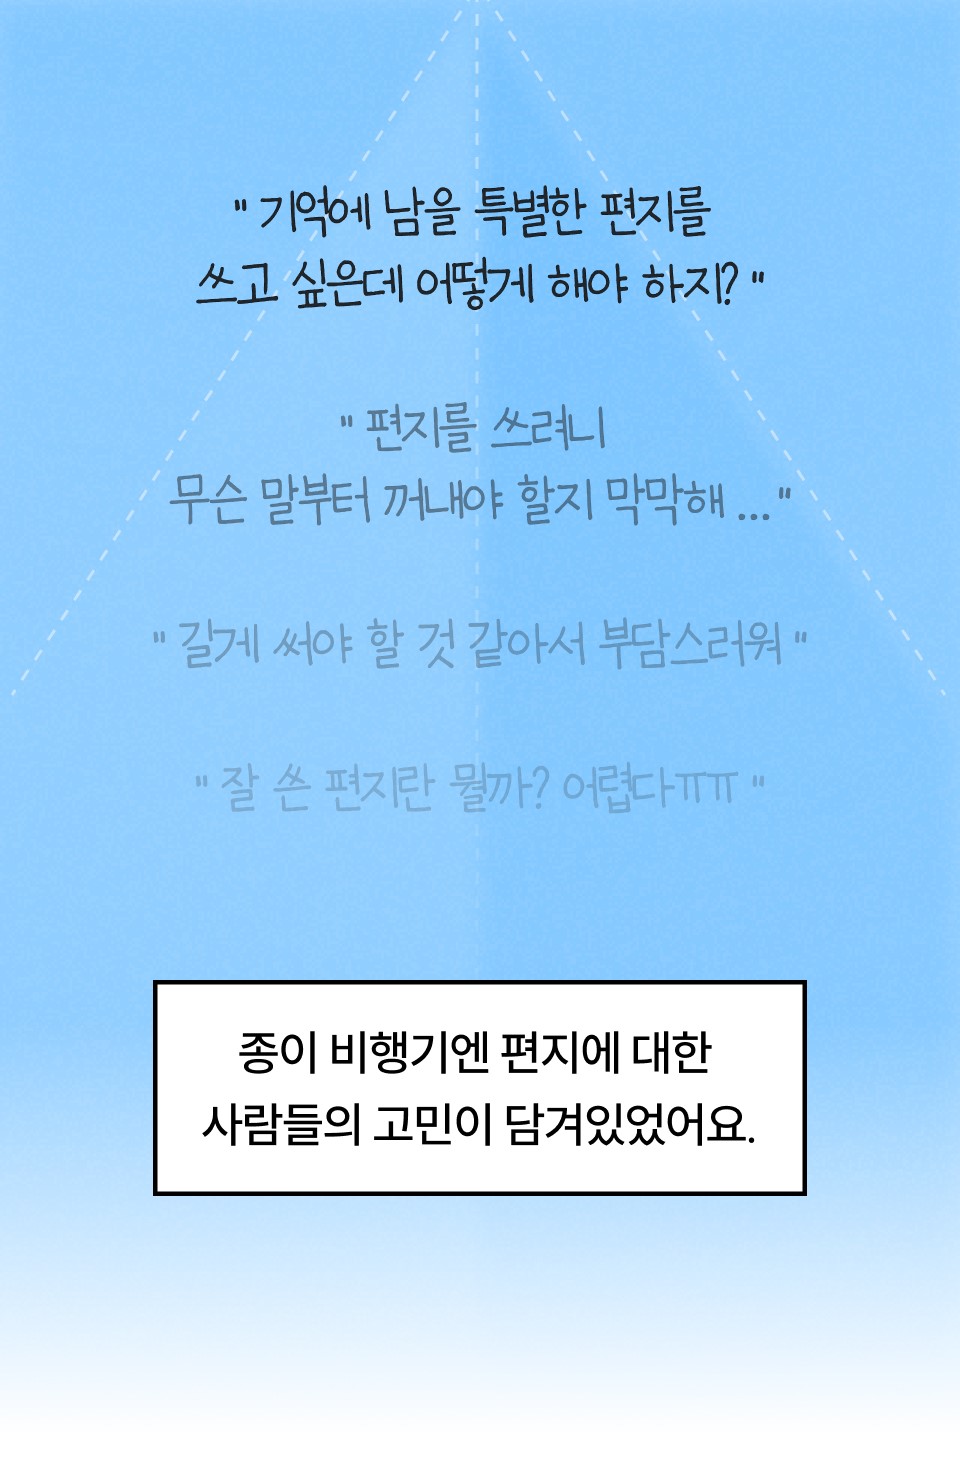 " 기억에 남을 특별한 편지를
쓰고 싶은데 어떻게 해야 하지? "
" 편지를 쓰려니
무슨 말부터 꺼내야 할지 막막해 ... "
" 길게 써야 할 것 같아서 부담스러워 "
" 잘 쓴 편지란 뭘까? 어렵다ㅠㅠ "
종이 비행기엔 편지에 대한
사람들의 고민이 담겨있었어요.